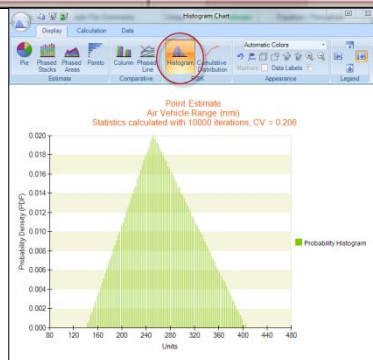 Histogram Chart
Display Calculation Data
Pie Phased Stacks Phased Areas Pareto Column Phased Line Histogram Cumulative Distribution
Automatic Colors
Markers Data Labels
Estimate Comparative Appearance Legend
Point Estimate
Air Vehicle Range (nmi)
Statistics calculated with 10000 iterations, CV = 0.206
Probability Density (PDF)
0.020
0.018
0.016
0.014
0.012
0.010
0.008
0.006
0.004
0.002
0.000
Probability Histogram
80 120 160 200 240 280 320 360 400 440 480
Units